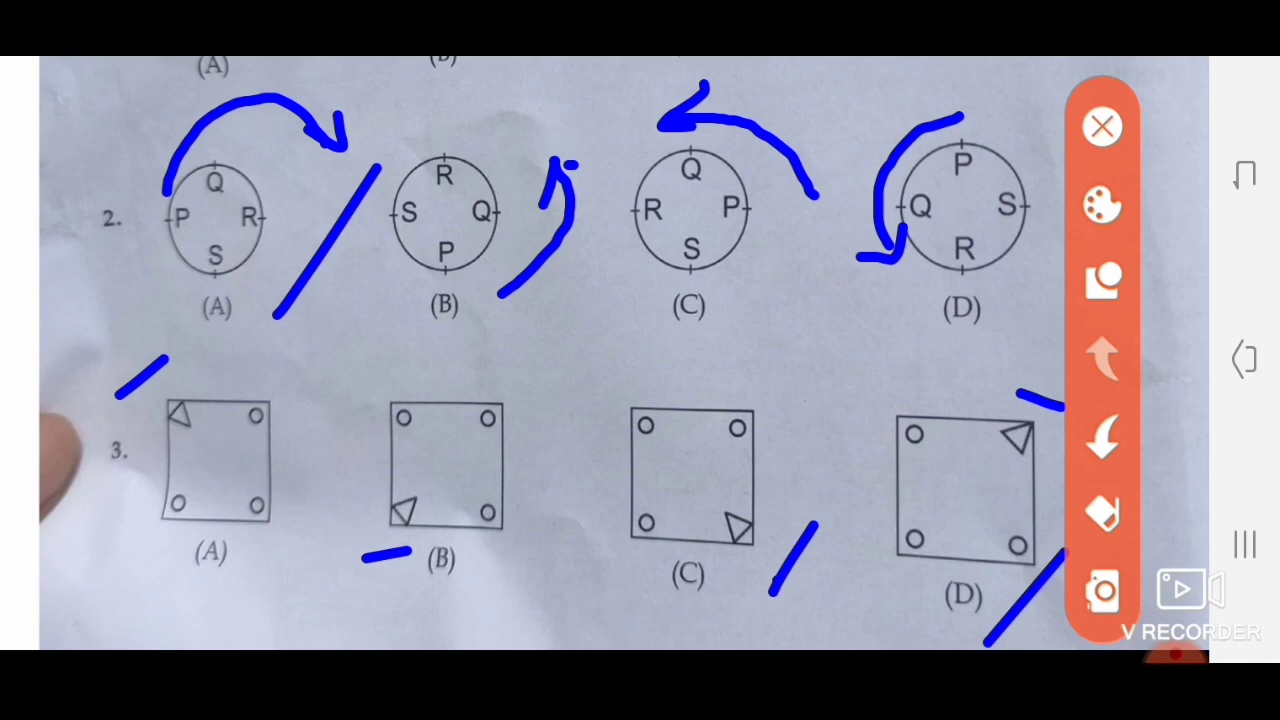 (A)
2.
Q
P R
S
R
S Q
P
Q
R P
S
P
Q S
R
(A) (B) (C) (D)
3.
(A) (B) (C) (D)
V RECORDER